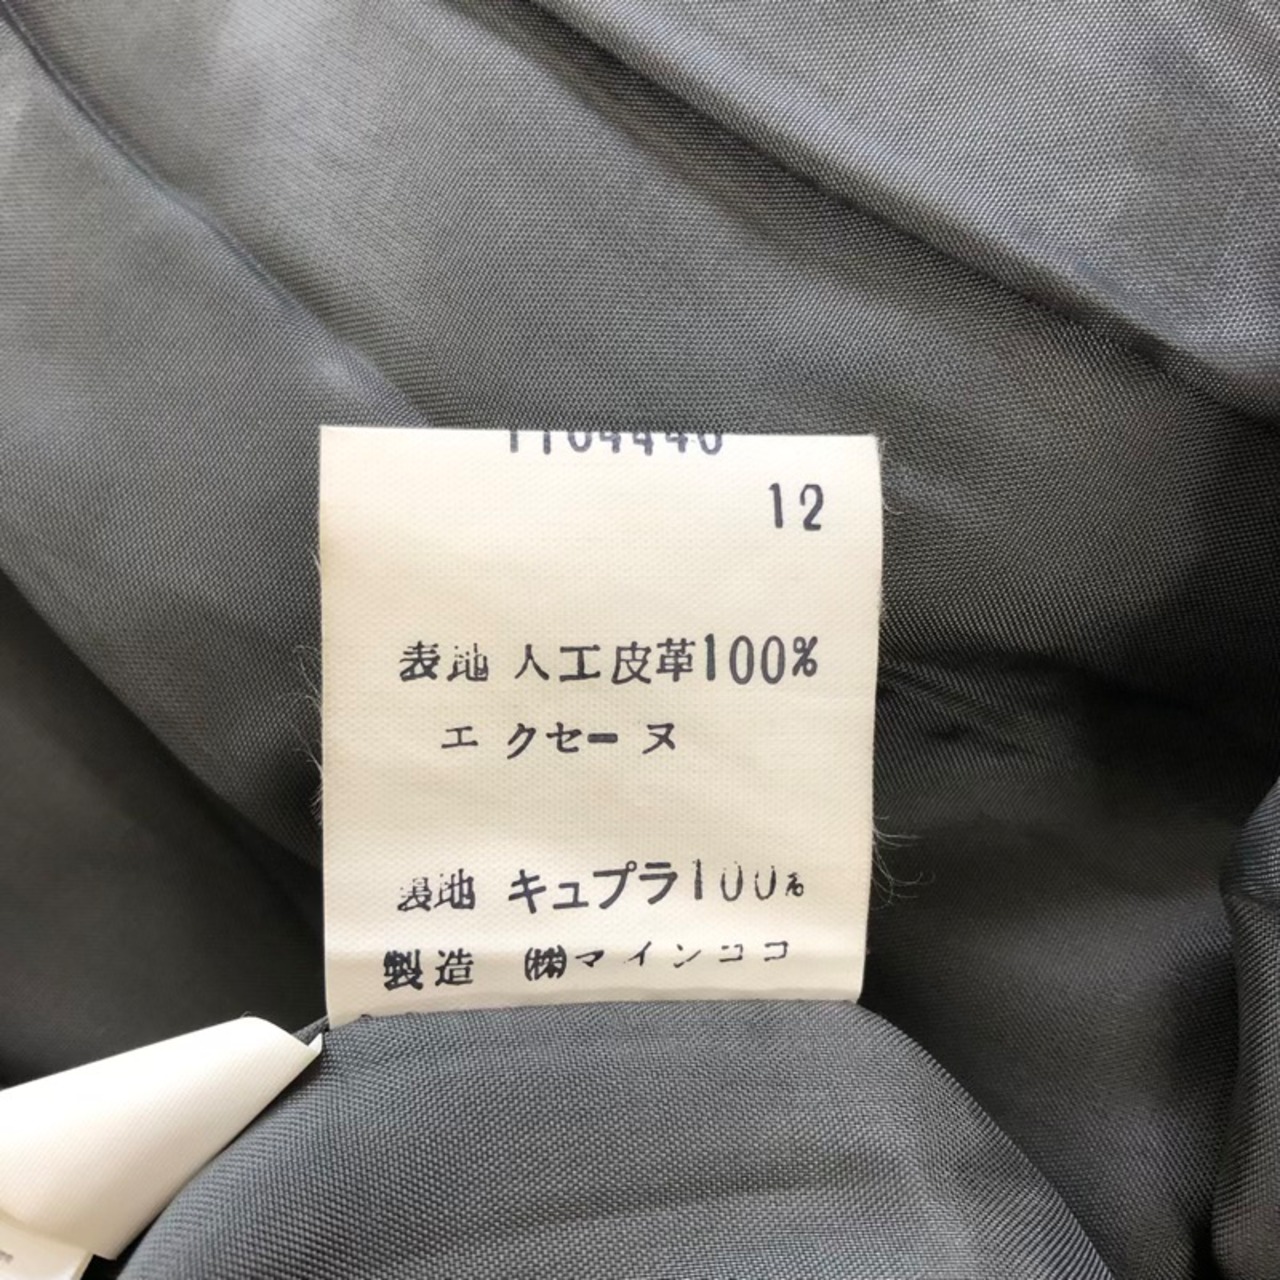 1104440
12
表地 人工皮革100%
エクセーヌ
裏地 キュプラ100%
製造 (株)マインココ